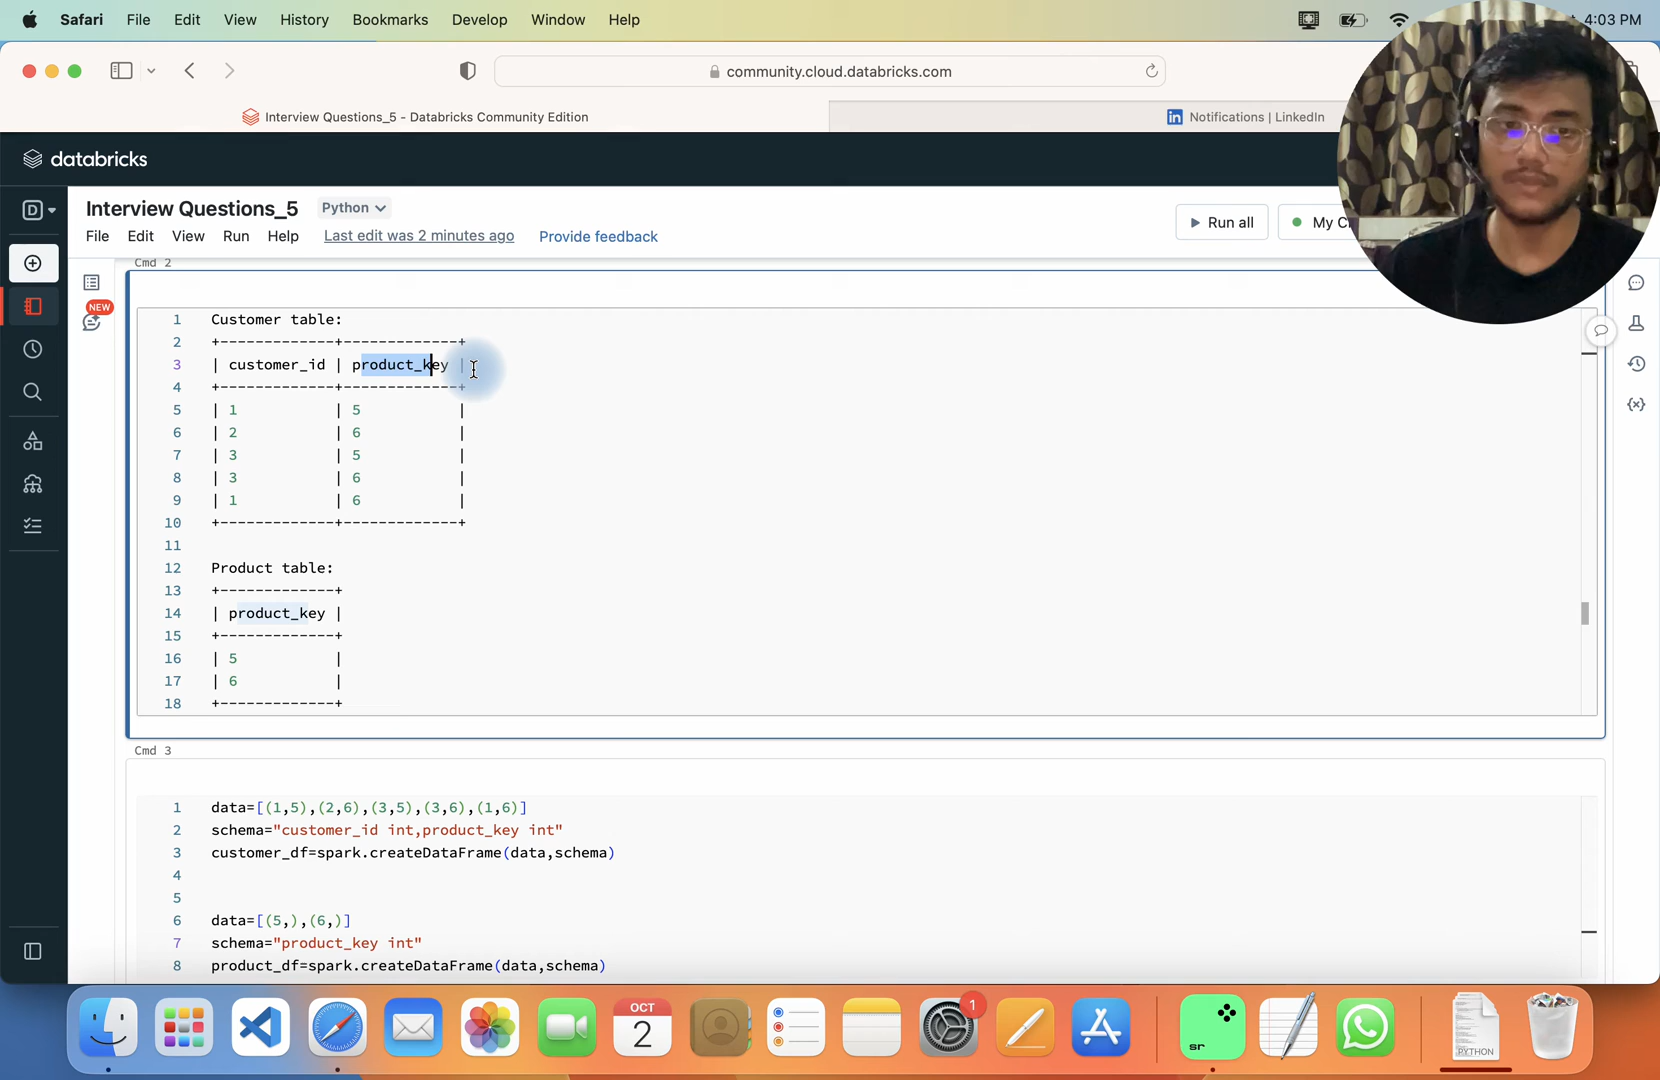 Safari File Edit View History Bookmarks Develop Window Help 4:03 PM
community.cloud.databricks.com
Interview Questions_5 - Databricks Community Edition
Notifications | LinkedIn
databricks
D
Interview Questions_5 Python
Run all
My C
File Edit View Run Help Last edit was 2 minutes ago Provide feedback
NEW
Cmd 2
1 Customer table:
2 +-------------+-------------+
3 | customer_id | product_key |
4 +-------------+-------------+
5 | 1 | 5 |
6 | 2 | 6 |
7 | 3 | 5 |
8 | 3 | 6 |
9 | 1 | 6 |
10 +-------------+-------------+
11
12 Product table:
13 +-------------+
14 | product_key |
15 +-------------+
16 | 5 |
17 | 6 |
18 +-------------+
Cmd 3
1 data=[(1,5),(2,6),(3,5),(3,6),(1,6)]
2 schema="customer_id int,product_key int"
3 customer_df=spark.createDataFrame(data,schema)
4
5
6 data=[(5,),(6,)]
7 schema="product_key int"
8 product_df=spark.createDataFrame(data,schema)
OCT
2
1
sr
PYTHON